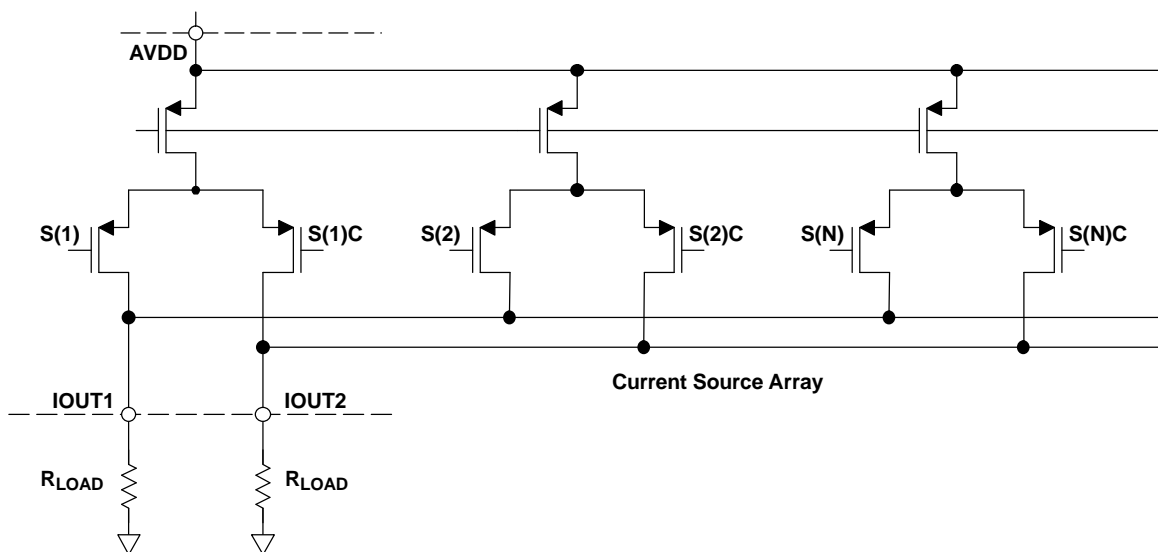 AVDD
S(1)
S(1)C
S(2)
S(2)C
S(N)
S(N)C
Current Source Array
IOUT1
IOUT2
RLOAD
RLOAD